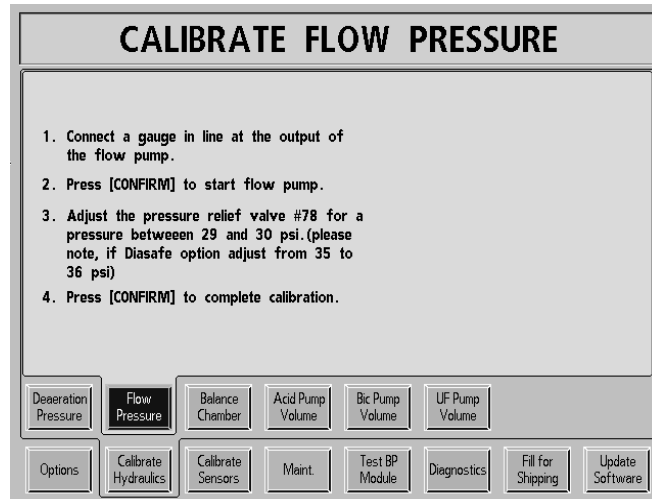 CALIBRATE FLOW PRESSURE
1. Connect a gauge in line at the output of
the flow pump.
2. Press [CONFIRM] to start flow pump.
3. Adjust the pressure relief valve #78 for a
pressure betweeen 29 and 30 psi.(please
note, if Diasafe option adjust from 35 to
36 psi)
4. Press [CONFIRM] to complete calibration.
Deaeration
Pressure
Flow
Pressure
Balance
Chamber
Acid Pump
Volume
Bic Pump
Volume
UF Pump
Volume
Options
Calibrate
Hydraulics
Calibrate
Sensors
Maint.
Test BP
Module
Diagnostics
Fill for
Shipping
Update
Software